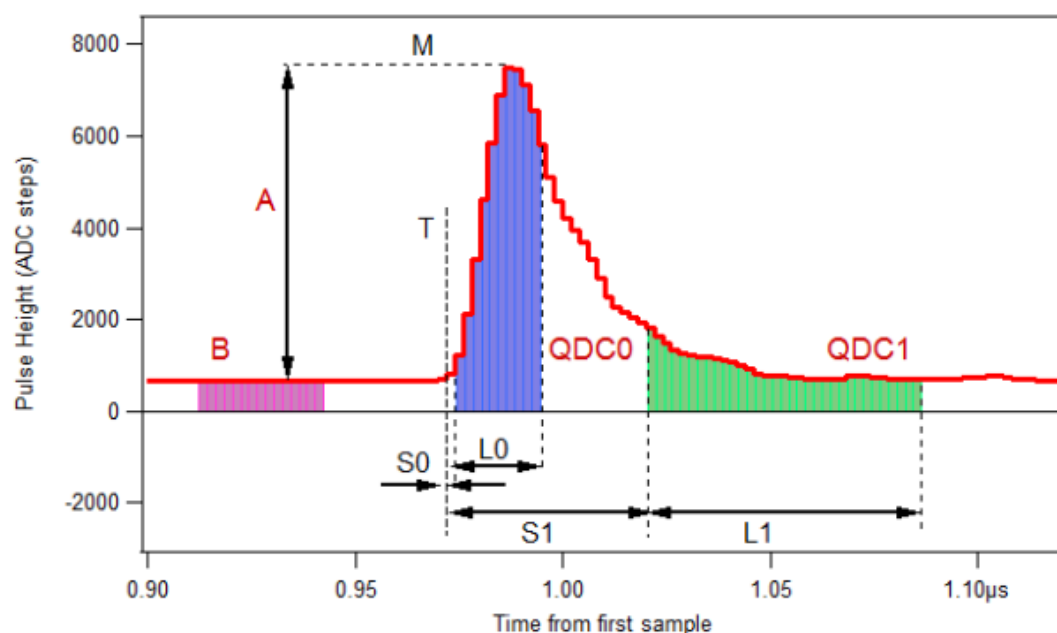 8000
M
6000
A
T
4000
2000
B
QDC0
QDC1
0
S0
L0
-2000
S1
L1
0.90
0.95
1.00
1.05
1.10µs
Time from first sample
Pulse Height (ADC steps)